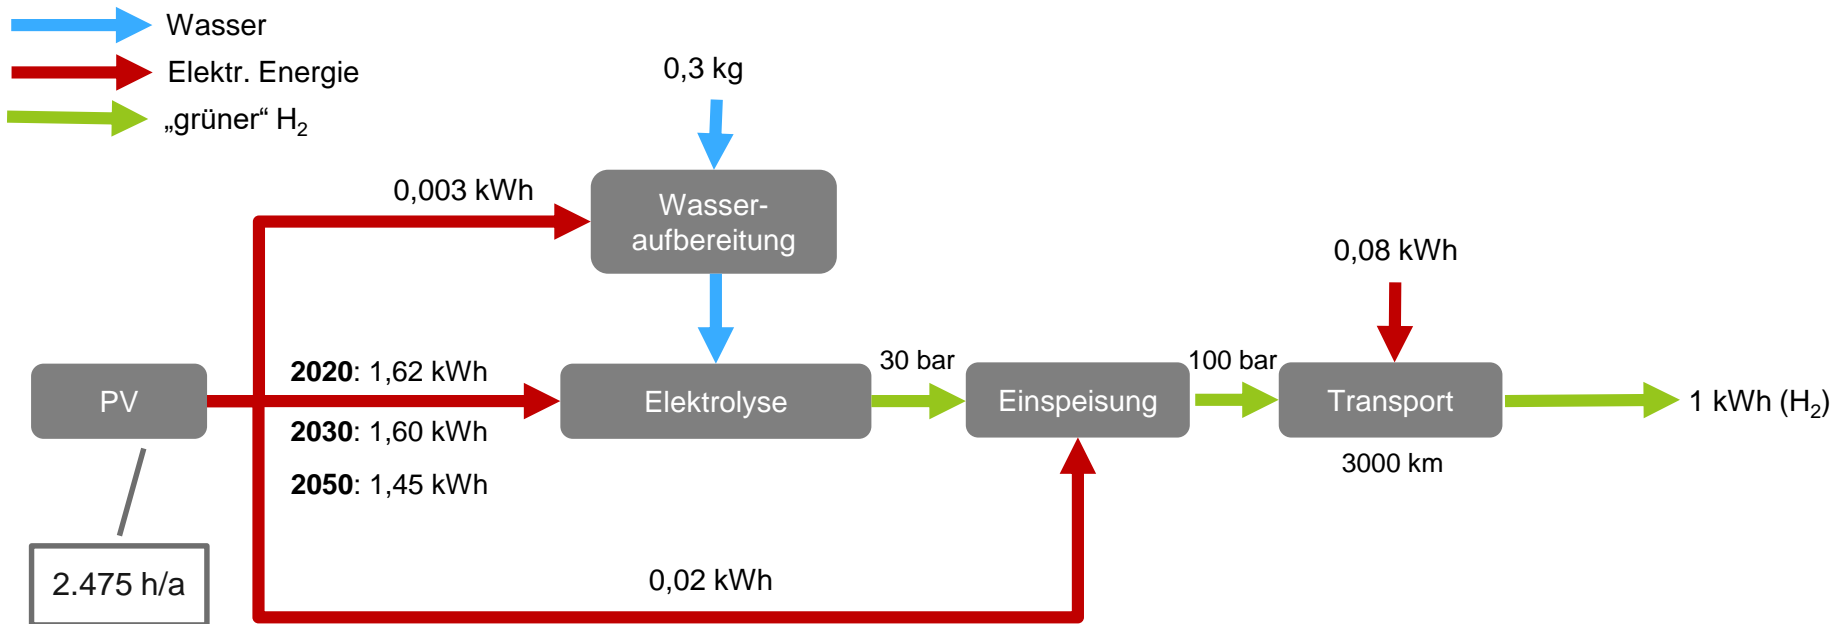 Wasser
Elektr. Energie
„grüner“ H₂
0,3 kg
0,003 kWh
Wasser-
aufbereitung
0,08 kWh
2020: 1,62 kWh
30 bar
100 bar
PV
Elektrolyse
Einspeisung
Transport
1 kWh (H₂)
2030: 1,60 kWh
3000 km
2050: 1,45 kWh
2.475 h/a
0,02 kWh